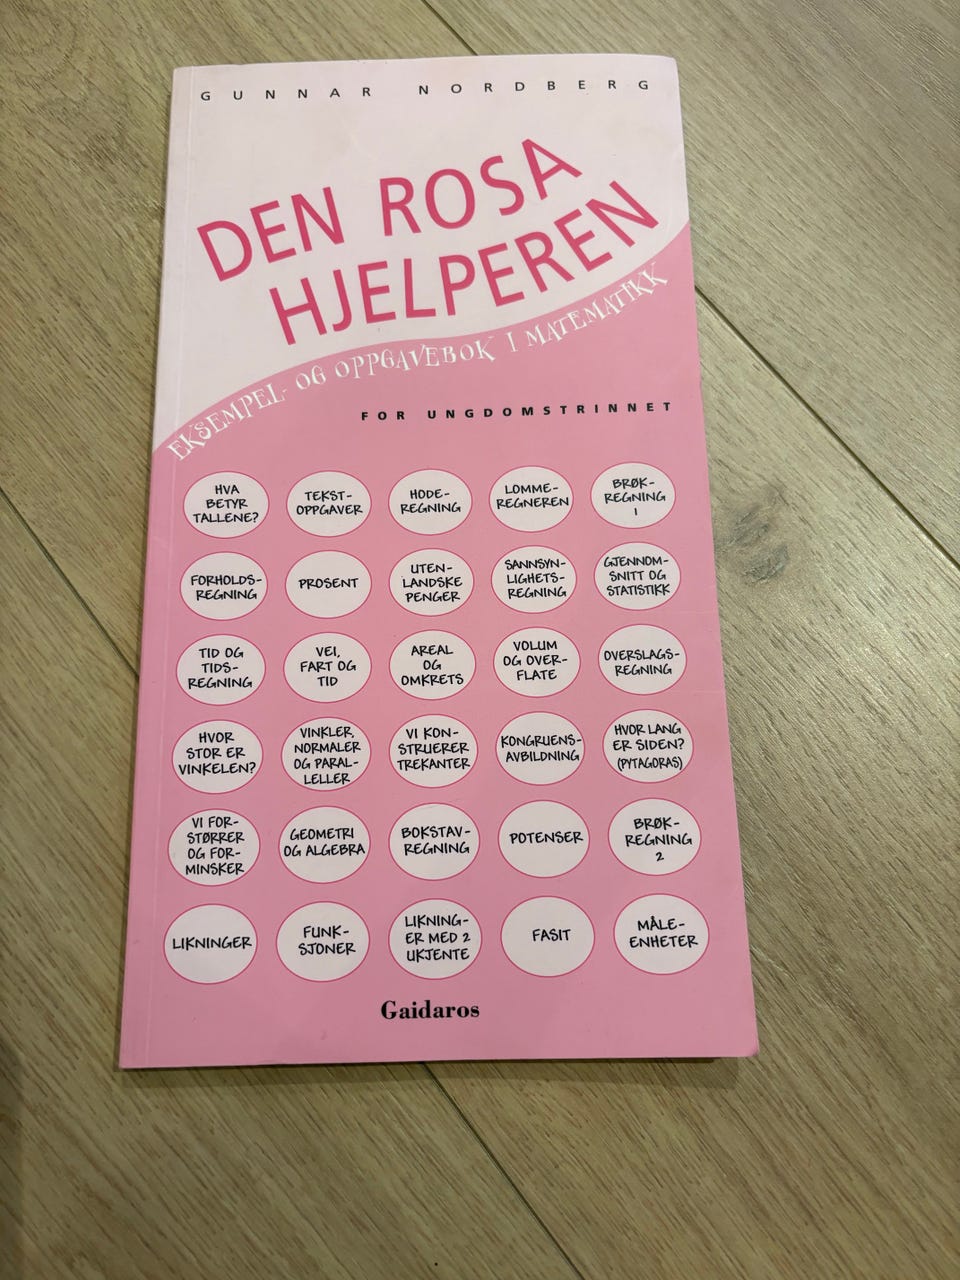 GUNNAR NORDBERG
DEN ROSA
HJELPEREN
EKSEMPEL- OG OPPGAVEBOK I MATEMATIKK
FOR UNGDOMSTRINNET
HVA
BETYR
TALLENE?
TEKST-
OPPGAVER
HODE-
REGNING
LOMME-
REGNEREN
BRØK-
REGNING
1
FORHOLDS-
REGNING
PROSENT
UTEN-
LANDSKE
PENGER
SANNSYN-
LIGHETS-
REGNING
GJENNOM-
SNITT OG
STATISTIKK
TID OG
TIDS-
REGNING
VEI,
FART OG
TID
AREAL
OG
OMKRETS
VOLUM
OG OVER-
FLATE
OVERSLAGS-
REGNING
HVOR
STOR ER
VINKELEN?
VINKLER,
NORMALER
OG PARAL-
LELLER
VI KON-
STRUERER
TREKANTER
KONGRUENS-
AVBILDNING
HVOR LANG
ER SIDEN?
(PYTAGORAS)
VI FOR-
STØRRER
OG FOR-
MINSKER
GEOMETRI
OG ALGEBRA
BOKSTAV-
REGNING
POTENSER
BRØK-
REGNING
2
LIKNINGER
FUNK-
SJONER
LIKNING-
ER MED 2
UKJENTE
FASIT
MÅLE-
ENHETER
Gaidaros